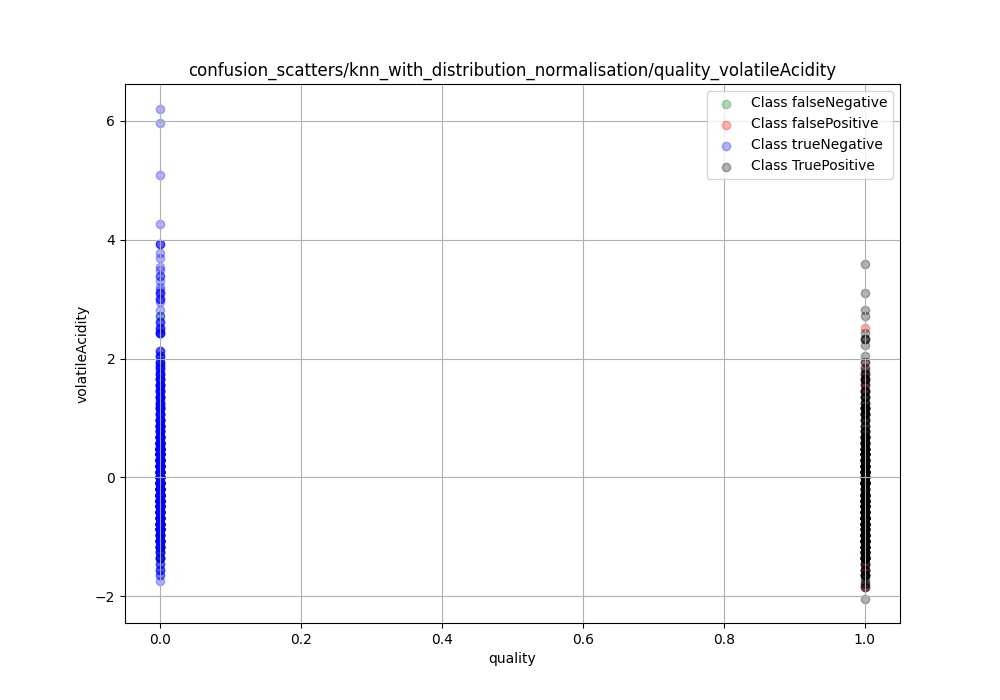 confusion_scatters/knn_with_distribution_normalisation/quality_volatileAcidity
Class falseNegative
Class falsePositive
Class trueNegative
Class TruePositive
6
4
2
0
−2
volatileAcidity
0.0 0.2 0.4 0.6 0.8 1.0
quality